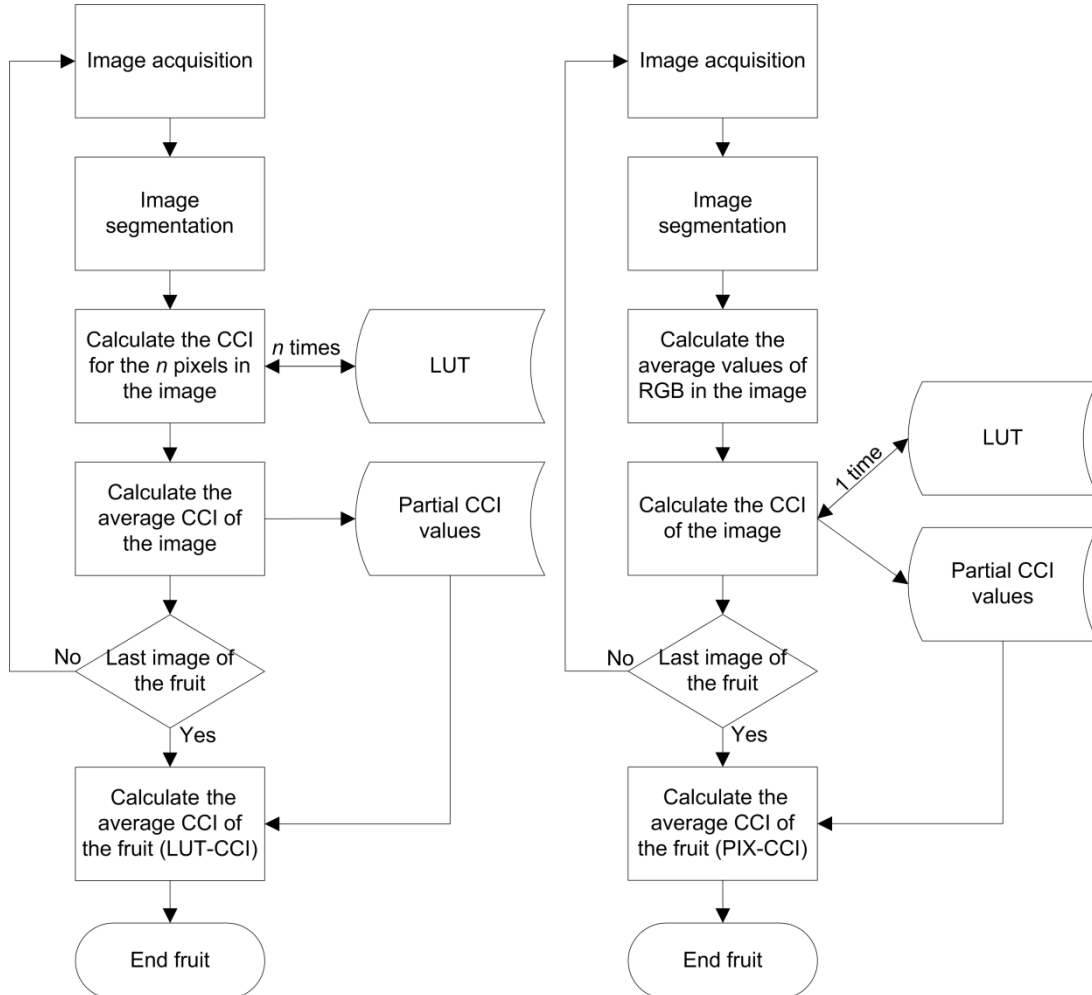 Image acquisition
Image
segmentation
Calculate the CCI
for the n pixels in
the image
n times
LUT
Calculate the
average CCI of
the image
Partial CCI
values
No
Last image of
the fruit
Yes
Calculate the
average CCI of
the fruit (LUT-CCI)
End fruit
Image acquisition
Image
segmentation
Calculate the
average values of
RGB in the image
LUT
1 time
Calculate the CCI
of the image
Partial CCI
values
No
Last image of
the fruit
Yes
Calculate the
average CCI of
the fruit (PIX-CCI)
End fruit